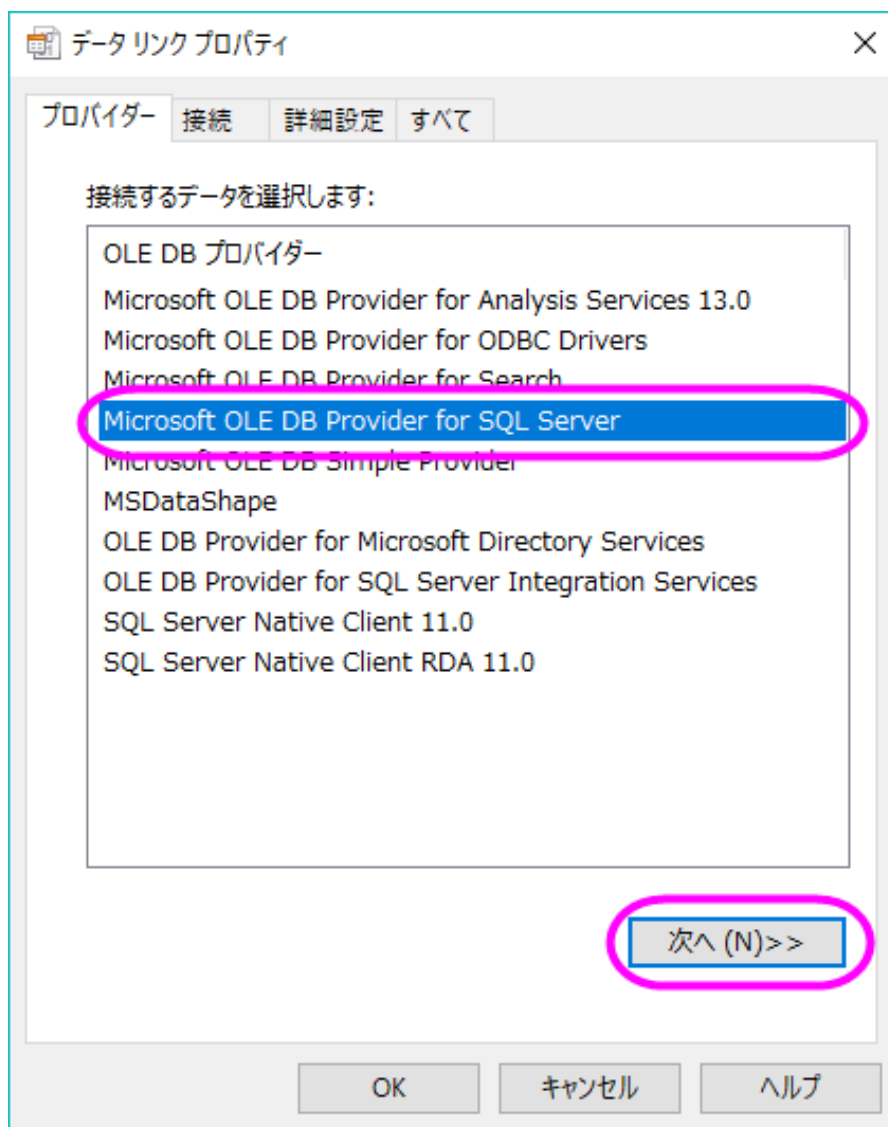 データ リンク プロパティ
プロバイダー 接続 詳細設定 すべて
接続するデータを選択します:
OLE DB プロバイダー
Microsoft OLE DB Provider for Analysis Services 13.0
Microsoft OLE DB Provider for ODBC Drivers
Microsoft OLE DB Provider for Search
Microsoft OLE DB Provider for SQL Server
Microsoft OLE DB Simple Provider
MSDataShape
OLE DB Provider for Microsoft Directory Services
OLE DB Provider for SQL Server Integration Services
SQL Server Native Client 11.0
SQL Server Native Client RDA 11.0
次へ (N)>>
OK キャンセル ヘルプ